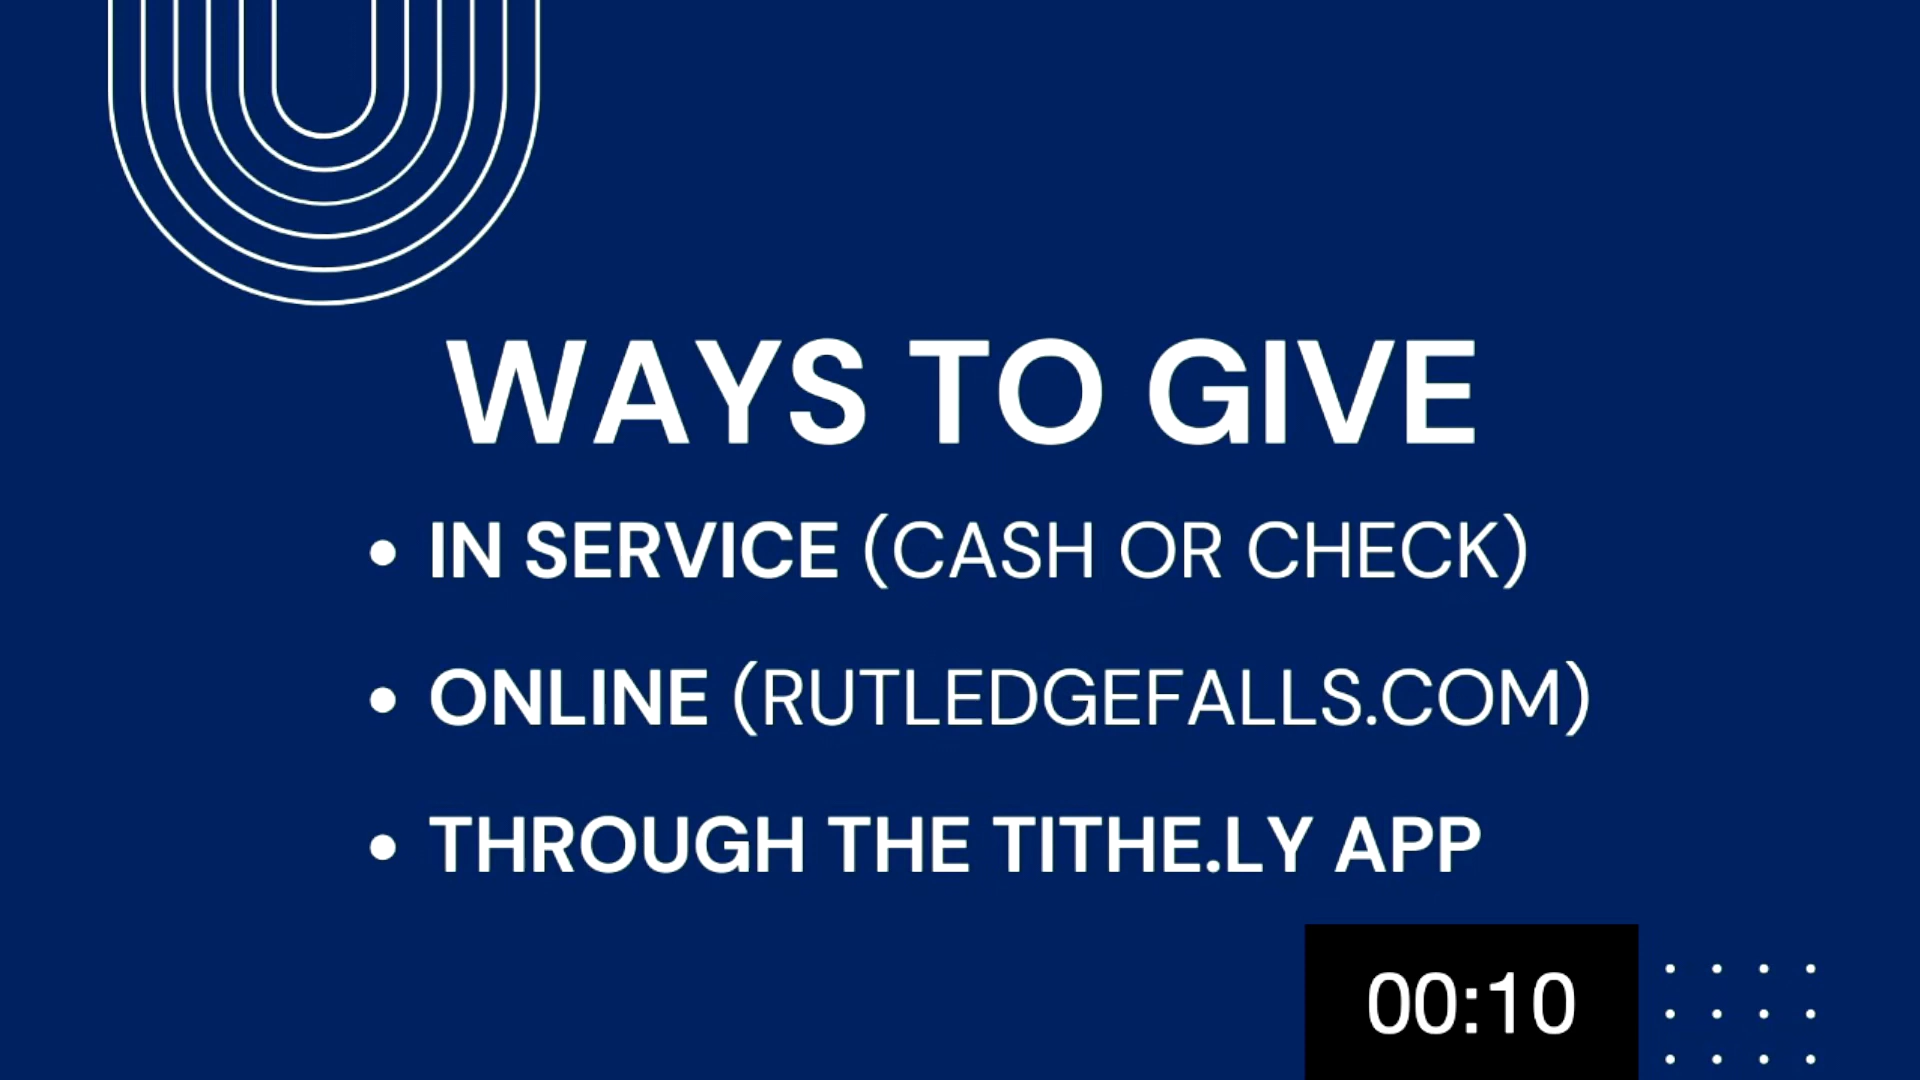 WAYS TO GIVE
• IN SERVICE (CASH OR CHECK)
• ONLINE (RUTLEDGEFALLS.COM)
• THROUGH THE TITHE.LY APP
00:10